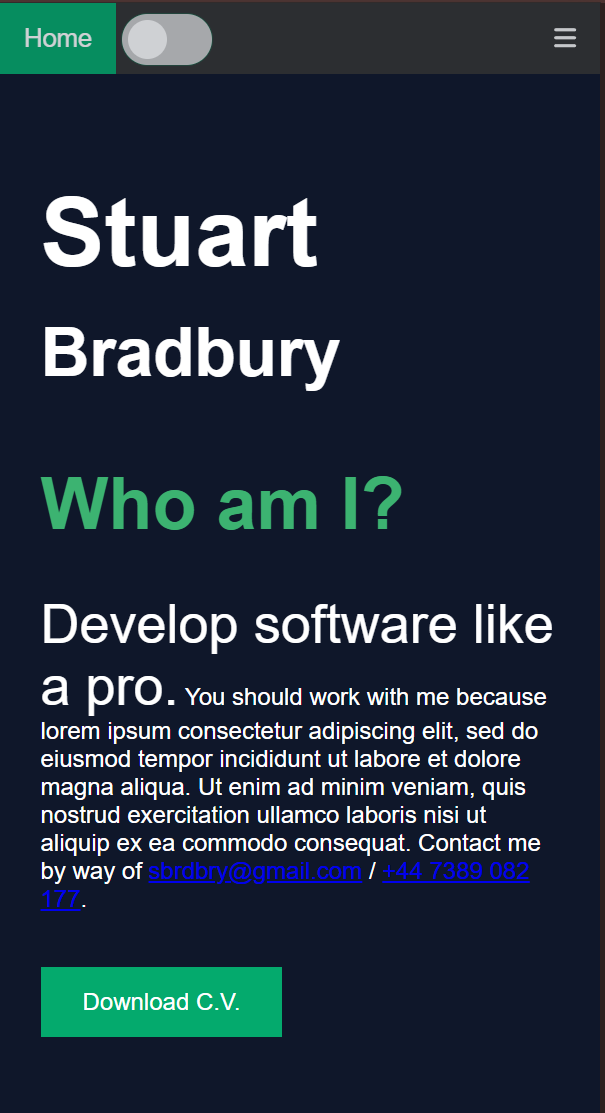 Home
Stuart
Bradbury
Who am I?
Develop software like
a pro. You should work with me because
lorem ipsum consectetur adipiscing elit, sed do
eiusmod tempor incididunt ut labore et dolore
magna aliqua. Ut enim ad minim veniam, quis
nostrud exercitation ullamco laboris nisi ut
aliquip ex ea commodo consequat. Contact me
by way of sbrdbry@gmail.com / +44 7389 082
177.
Download C.V.